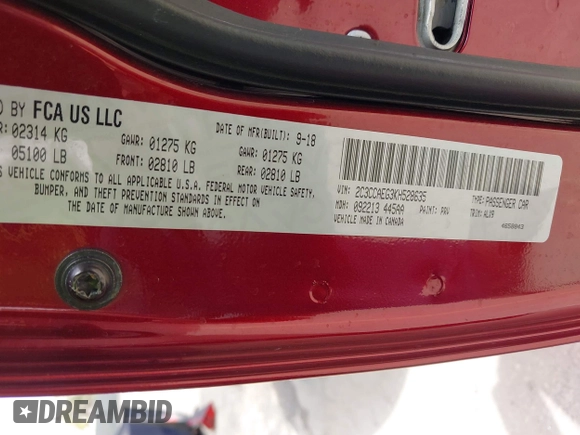 D BY FCA US LLC DATE OF MFR(BUILT): 9-18
R: 02314 KG GAWR: 01275 KG GAWR: 01275 KG
05100 LB FRONT: 02810 LB REAR: 02810 LB
S VEHICLE CONFORMS TO ALL APPLICABLE U.S.A. FEDERAL MOTOR VEHICLE SAFETY,
BUMPER, AND THEFT PREVENTION STANDARDS IN EFFECT ON
THE DATE OF MANUFACTURE SHOWN ABOVE.
VIN: 2C3CCAEG3KH528635 TYPE: PASSENGER CAR
MDH: 092213 445AA PAINT: PRV TRIM: ALX9
VEHICLE MADE IN CANADA
DREAMBID